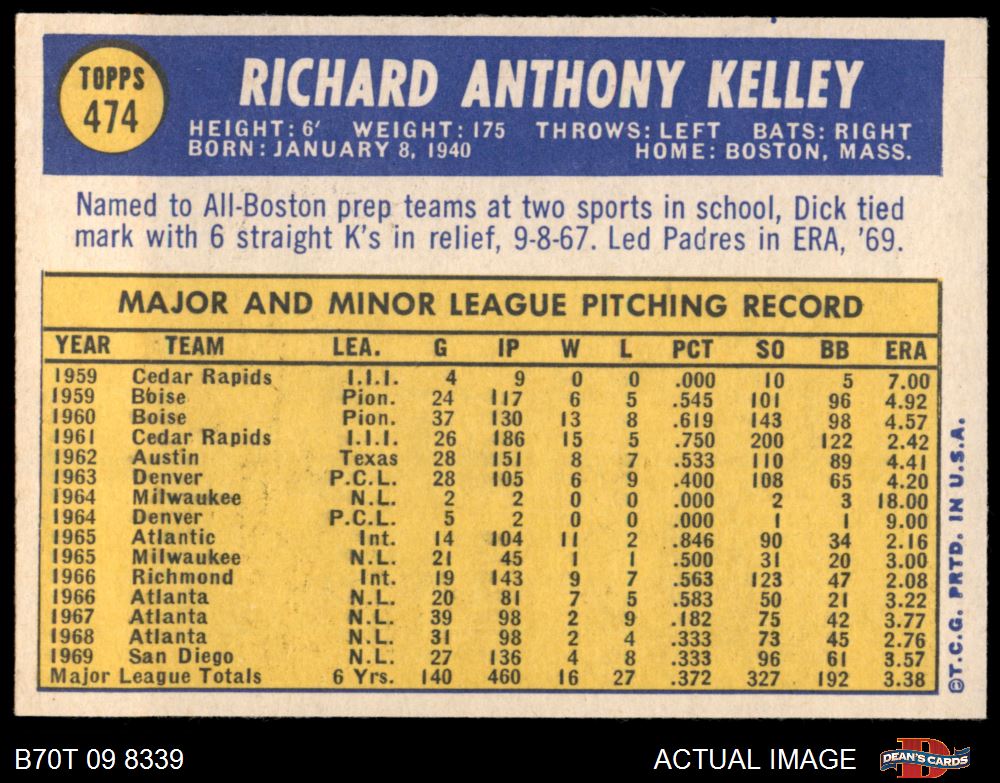 TOPPS
474
RICHARD ANTHONY KELLEY
HEIGHT: 6' WEIGHT: 175 THROWS: LEFT BATS: RIGHT
BORN: JANUARY 8, 1940 HOME: BOSTON, MASS.
Named to All-Boston prep teams at two sports in school, Dick tied
mark with 6 straight K's in relief, 9-8-67. Led Padres in ERA, '69.
MAJOR AND MINOR LEAGUE PITCHING RECORD
YEAR TEAM LEA. G IP W L PCT SO BB ERA
1959 Cedar Rapids I.I.I. 4 9 0 0 .000 10 5 7.00
1959 Boise Pion. 24 117 6 5 .545 101 96 4.92
1960 Boise Pion. 37 130 13 8 .619 143 98 4.57
1961 Cedar Rapids I.I.I. 26 186 15 5 .750 200 122 2.42
1962 Austin Texas 28 151 8 7 .533 110 89 4.41
1963 Denver P.C.L. 28 105 6 9 .400 108 65 4.20
1964 Milwaukee N.L. 2 2 0 0 .000 2 3 18.00
1964 Denver P.C.L. 5 2 0 0 .000 1 1 9.00
1965 Atlantic Int. 14 104 11 2 .846 90 34 2.16
1965 Milwaukee N.L. 21 45 1 1 .500 31 20 3.00
1966 Richmond Int. 19 143 9 7 .563 123 47 2.08
1966 Atlanta N.L. 20 81 7 5 .583 50 21 3.22
1967 Atlanta N.L. 39 98 2 9 .182 75 42 3.77
1968 Atlanta N.L. 31 98 2 4 .333 73 45 2.76
1969 San Diego N.L. 27 136 4 8 .333 96 61 3.57
Major League Totals 6 Yrs. 140 460 16 27 .372 327 192 3.38
©T.C.G. PRTD. IN U.S.A.
B70T 09 8339
ACTUAL IMAGE
DEAN'S CARDS